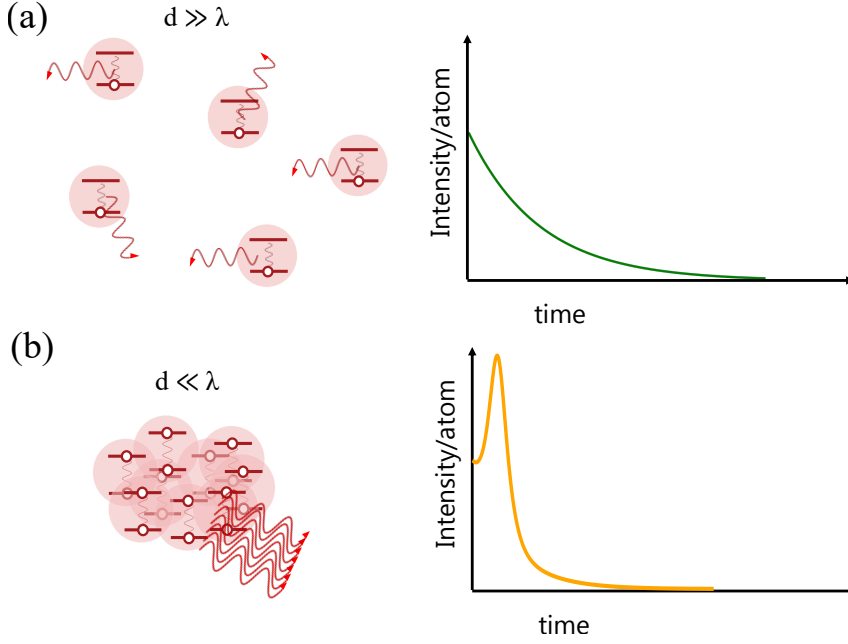 (a)
d ≫ λ
Intensity/atom
time
(b)
d ≪ λ
Intensity/atom
time